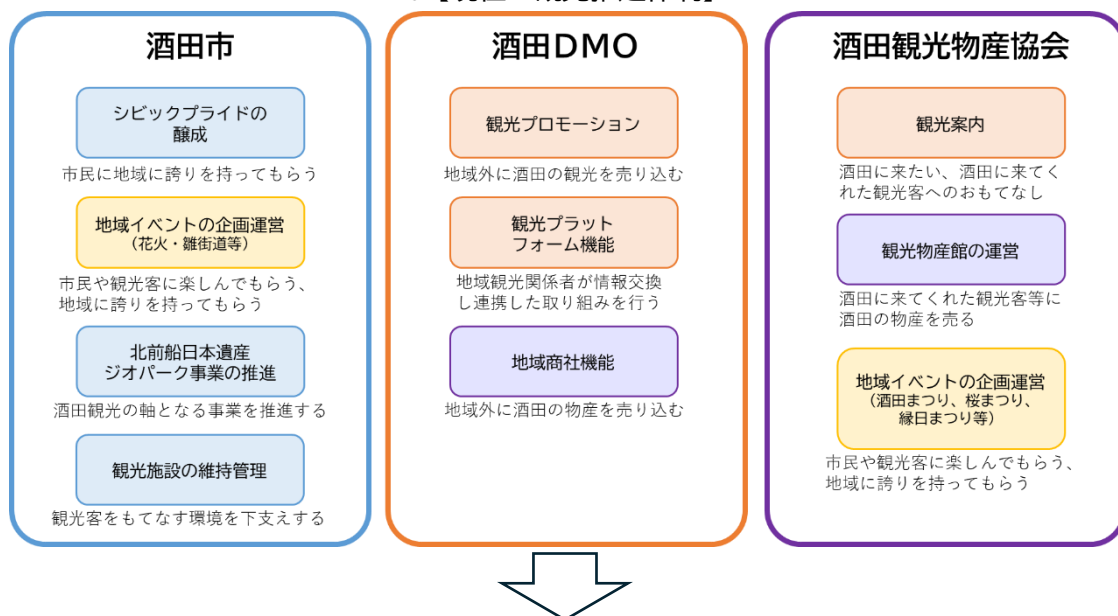 【現在の観光推進体制】
酒田市
シビックプライドの
醸成
市民に地域に誇りを持ってもらう
地域イベントの企画運営
（花火・雛街道等）
市民や観光客に楽しんでもらう、
地域に誇りを持ってもらう
北前船日本遺産
ジオパーク事業の推進
酒田観光の軸となる事業を推進する
観光施設の維持管理
観光客をもてなす環境を下支えする
酒田DMO
観光プロモーション
地域外に酒田の観光を売り込む
観光プラット
フォーム機能
地域観光関係者が情報交換
し連携した取り組みを行う
地域商社機能
地域外に酒田の物産を売り込む
酒田観光物産協会
観光案内
酒田に来たい、酒田に来てく
れた観光客へのおもてなし
観光物産館の運営
酒田に来てくれた観光客等に
酒田の物産を売る
地域イベントの企画運営
（酒田まつり、桜まつり、
縁日まつり等）
市民や観光客に楽しんでもらう、
地域に誇りを持ってもらう